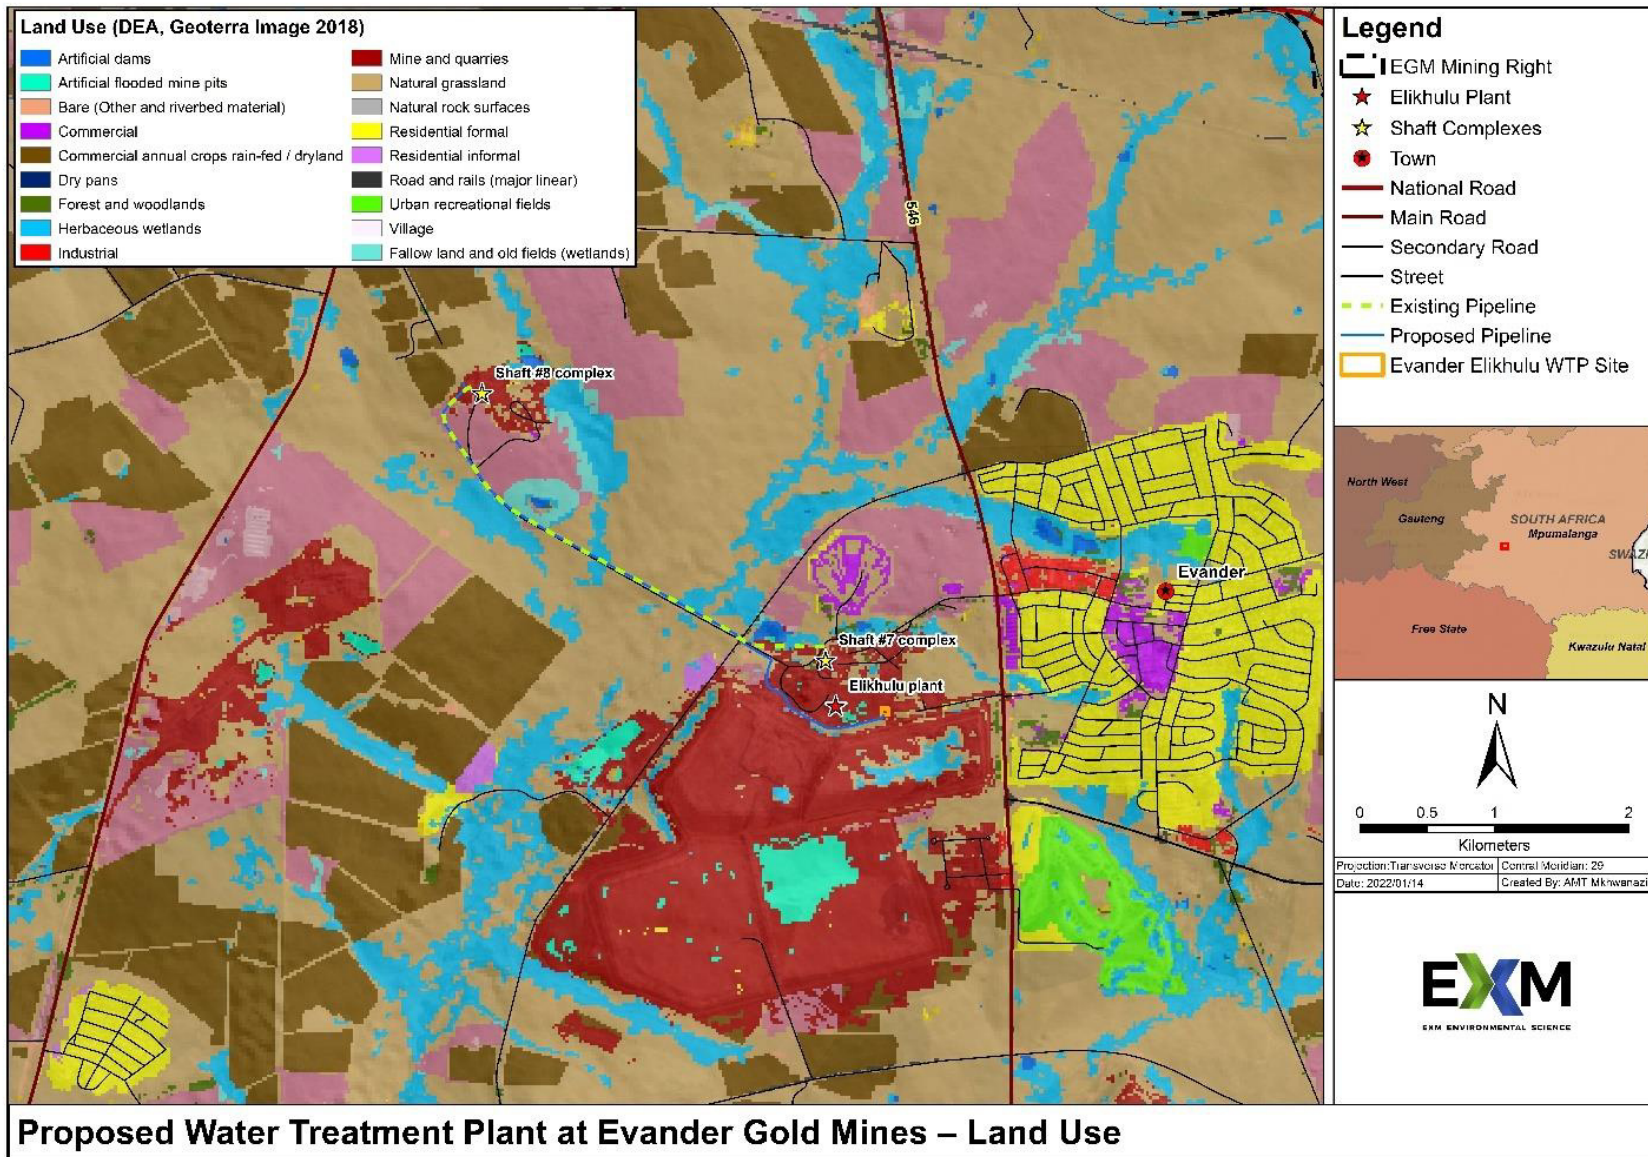 Land Use (DEA, Geoterra Image 2018)
Artificial dams
Artificial flooded mine pits
Bare (Other and riverbed material)
Commercial
Commercial annual crops rain-fed / dryland
Dry pans
Forest and woodlands
Herbaceous wetlands
Industrial
Mine and quarries
Natural grassland
Natural rock surfaces
Residential formal
Residential informal
Road and rails (major linear)
Urban recreational fields
Village
Fallow land and old fields (wetlands)
546
Shaft #8 complex
Evander
Shaft #7 complex
Elikhulu plant
Legend
EGM Mining Right
Elikhulu Plant
Shaft Complexes
Town
National Road
Main Road
Secondary Road
Street
Existing Pipeline
Proposed Pipeline
Evander Elikhulu WTP Site
North West
Gauteng
SOUTH AFRICA
Mpumalanga
SWAZI
Free State
Kwazulu Natal
N
0 0.5 1 2
Kilometers
Projection: Transverse Mercator Central Meridian: 29
Date: 2022/01/14 Created By: AMT Mkhwanazi
EXM
EXM ENVIRONMENTAL SCIENCE
Proposed Water Treatment Plant at Evander Gold Mines – Land Use